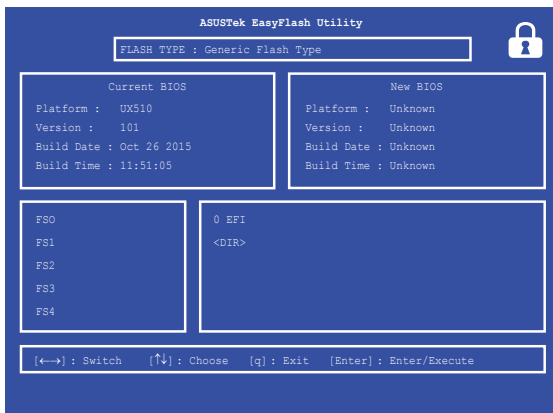 ASUSTek EasyFlash Utility
FLASH TYPE : Generic Flash Type
Current BIOS
Platform : UX510
Version : 101
Build Date : Oct 26 2015
Build Time : 11:51:05
New BIOS
Platform : Unknown
Version : Unknown
Build Date : Unknown
Build Time : Unknown
FSO
FS1
FS2
FS3
FS4
0 EFI
<DIR>
[←→] : Switch [↑↓] : Choose [q] : Exit [Enter] : Enter/Execute